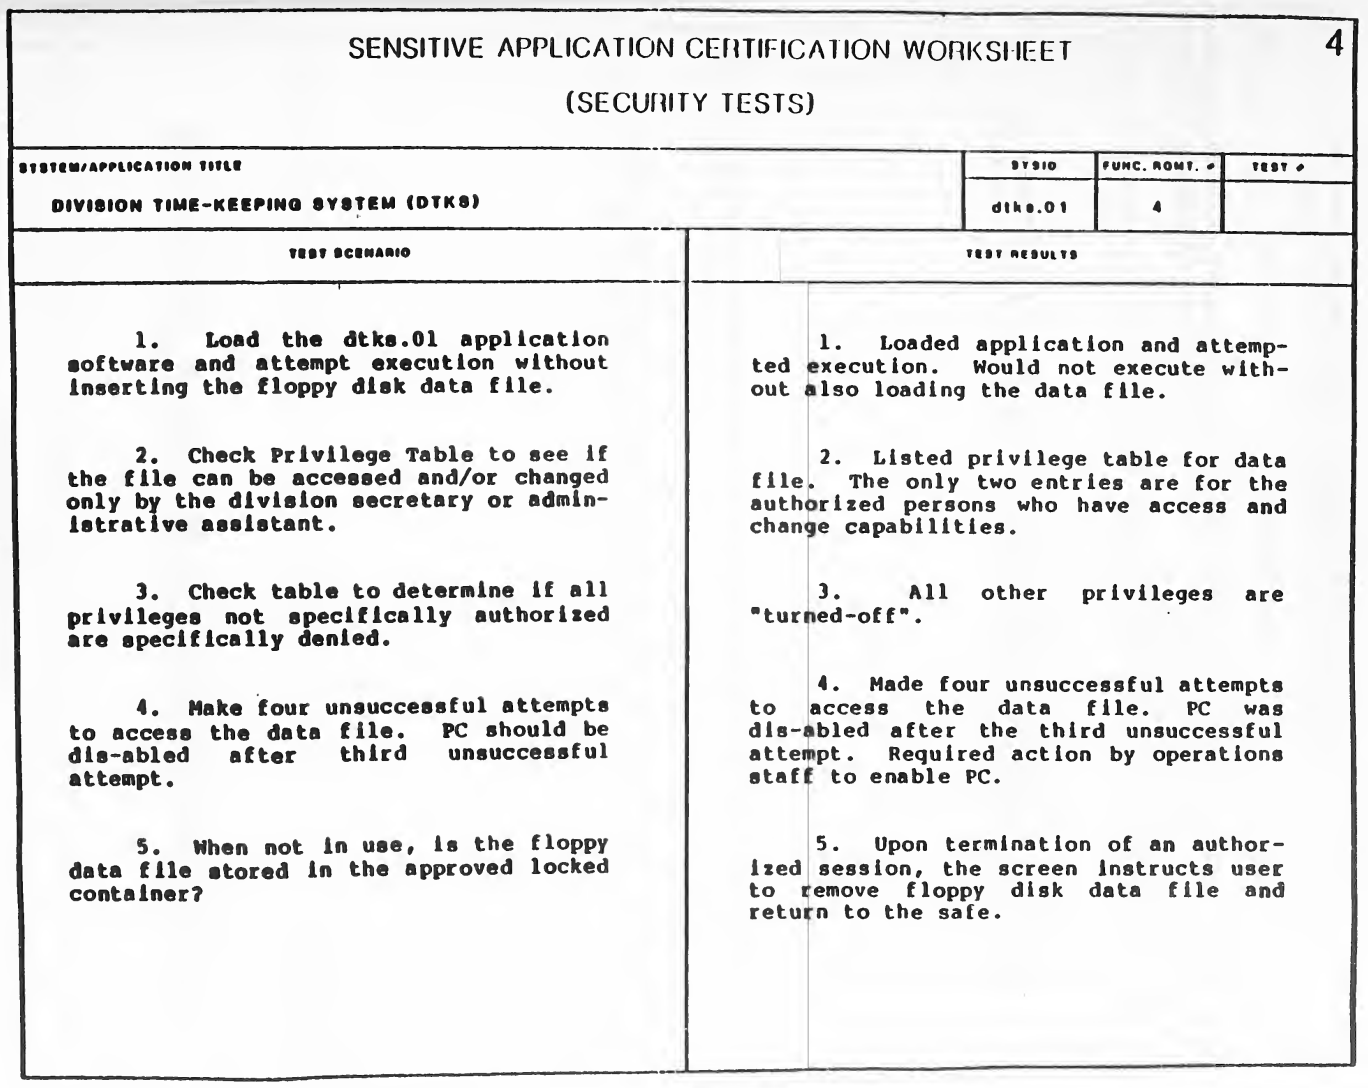 4
SENSITIVE APPLICATION CERTIFICATION WORKSHEET
(SECURITY TESTS)
SYSTEM/APPLICATION TITLE
DIVISION TIME-KEEPING SYSTEM (DTKS)
SYSID
dtks.01
FUNC. RQMT. #
4
TEST #
TEST SCENARIO
1. Load the dtks.01 application
software and attempt execution without
inserting the floppy disk data file.
2. Check Privilege Table to see if
the file can be accessed and/or changed
only by the division secretary or admin-
istrative assistant.
3. Check table to determine if all
privileges not specifically authorized
are specifically denied.
4. Make four unsuccessful attempts
to access the data file. PC should be
dis-abled after third unsuccessful
attempt.
5. When not in use, is the floppy
data file stored in the approved locked
container?
TEST RESULTS
1. Loaded application and attemp-
ted execution. Would not execute with-
out also loading the data file.
2. Listed privilege table for data
file. The only two entries are for the
authorized persons who have access and
change capabilities.
3. All other privileges are
"turned-off".
4. Made four unsuccessful attempts
to access the data file. PC was
dis-abled after the third unsuccessful
attempt. Required action by operations
staff to enable PC.
5. Upon termination of an author-
ized session, the screen instructs user
to remove floppy disk data file and
return to the safe.